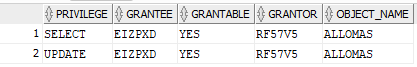 PRIVILEGE GRANTEE GRANTABLE GRANTOR OBJECT_NAME
1 SELECT EIZPXD YES RF57V5 ALLOMAS
2 UPDATE EIZPXD YES RF57V5 ALLOMAS